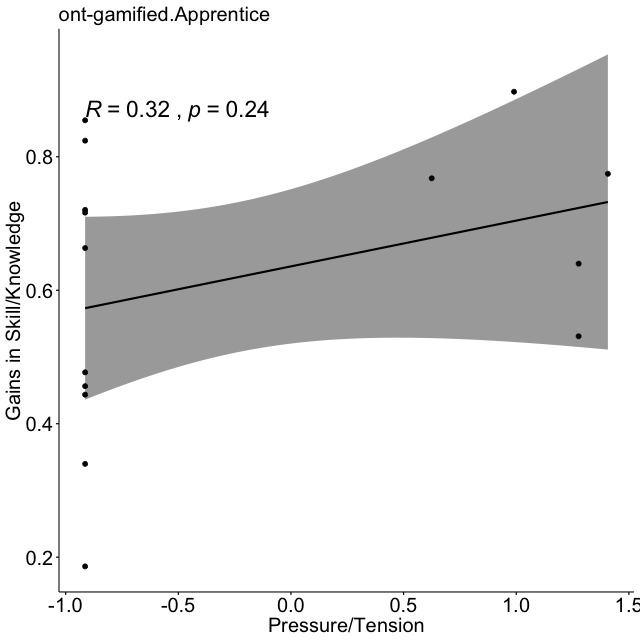 ont-gamified.Apprentice
R = 0.32 , p = 0.24
Gains in Skill/Knowledge
0.8
0.6
0.4
0.2
-1.0 -0.5 0.0 0.5 1.0 1.5
Pressure/Tension